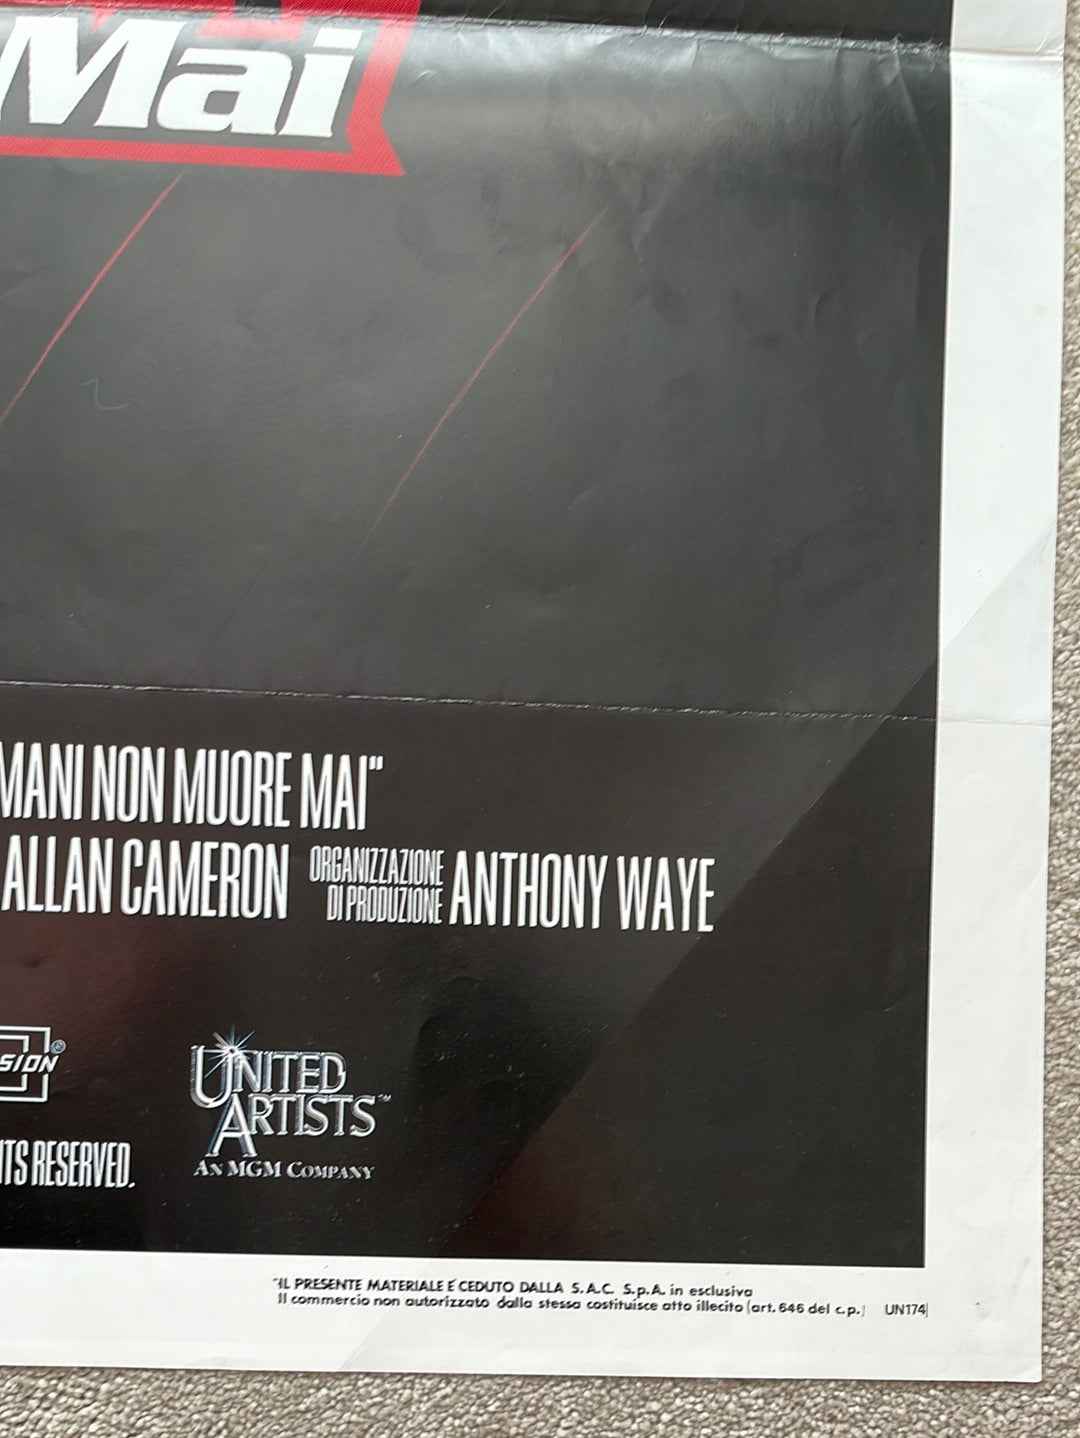 Mai
MANI NON MUORE MAI"
ALLAN CAMERON ORGANIZZAZIONE DI PRODUZIONE ANTHONY WAYE
SION®
UNITED
ARTISTS™
AN MGM COMPANY
TS RESERVED.
"IL PRESENTE MATERIALE E' CEDUTO DALLA S.A.C. S.p.A. in esclusiva
Il commercio non autorizzato dalla stessa costituisce atto illecito (art. 646 del c.p.) UN174